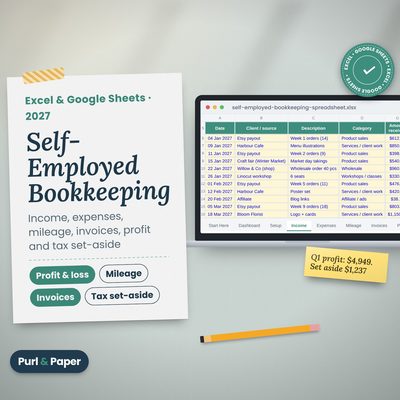 EXCEL • GOOGLE SHEETS • EXCEL • GOOGLE SHEETS •
Excel & Google Sheets ·
2027
Self-
Employed
Bookkeeping
Income, expenses,
mileage, invoices, profit
and tax set-aside
Profit & loss Mileage
Invoices Tax set-aside
self-employed-bookkeeping-spreadsheet.xlsx
Date Client / source Description Category
04 Jan 2027 Etsy payout Week 1 orders (14) Product sales
09 Jan 2027 Harbour Cafe Menu illustrations Services / client work
11 Jan 2027 Etsy payout Week 2 orders (9) Product sales
15 Jan 2027 Craft fair (Winter Market) Market day Product sales
22 Jan 2027 Willow & Co (shop) Wholesale order 40 pcs Wholesale
26 Jan 2027 Linocut workshop 6 seats Workshops / classes
01 Feb 2027 Etsy payout Week 5 orders (11) Product sales
12 Feb 2027 Harbour Cafe Poster set Services / client work
20 Feb 2027 Affiliate Blog links Affiliate / ads
05 Mar 2027 Etsy payout Week 9 orders (18) Product sales
18 Mar 2027 Bloom Florist Logo + cards Services / client work
Start Here Dashboard Setup Income Expenses Mileage Invoices
Q1 profit: $4,949.
Set aside $1,237
Purl & Paper